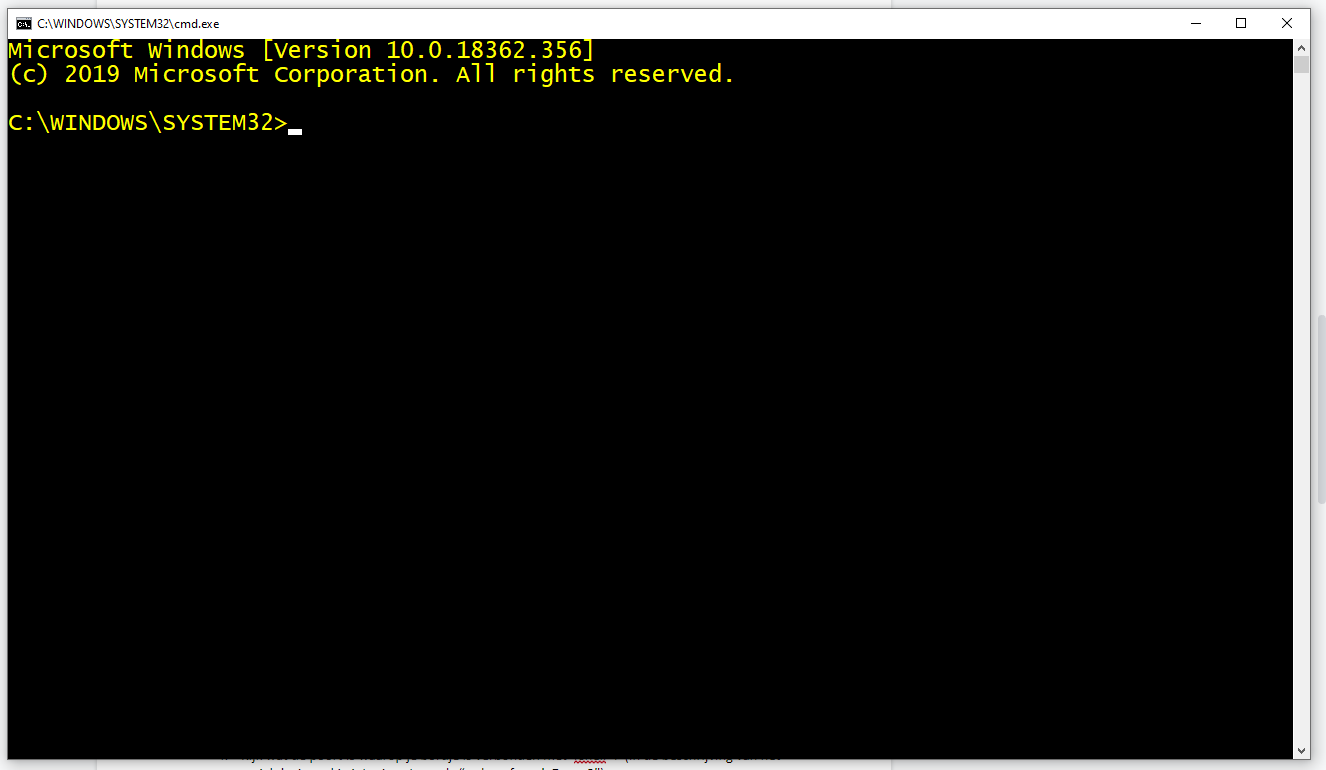 C:\WINDOWS\SYSTEM32\cmd.exe
Microsoft Windows [Version 10.0.18362.356]
(c) 2019 Microsoft Corporation. All rights reserved.
C:\WINDOWS\SYSTEM32>